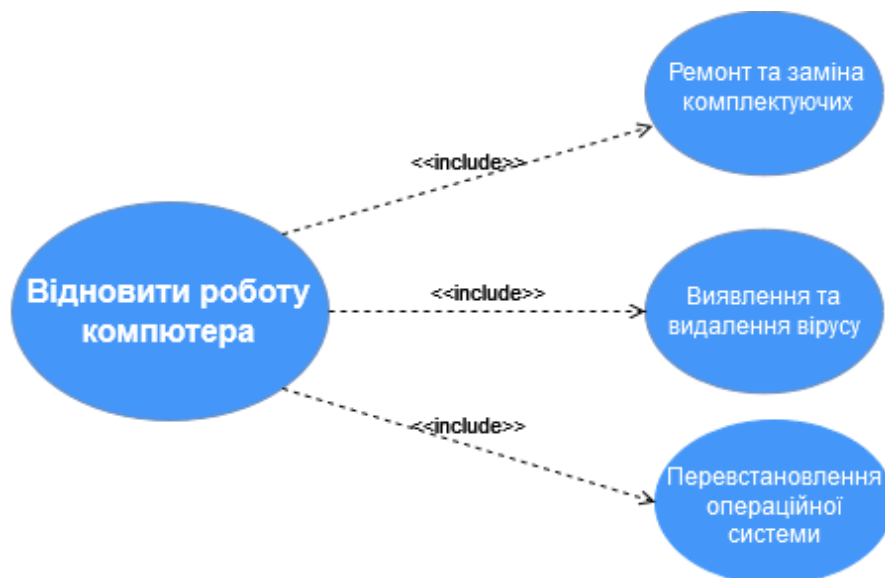 Ремонт та заміна
комплектуючих
<<include>>
Відновити роботу
компютера
<<include>>
Виявлення та
видалення вірусу
<<include>>
Перевстановлення
операційної
системи